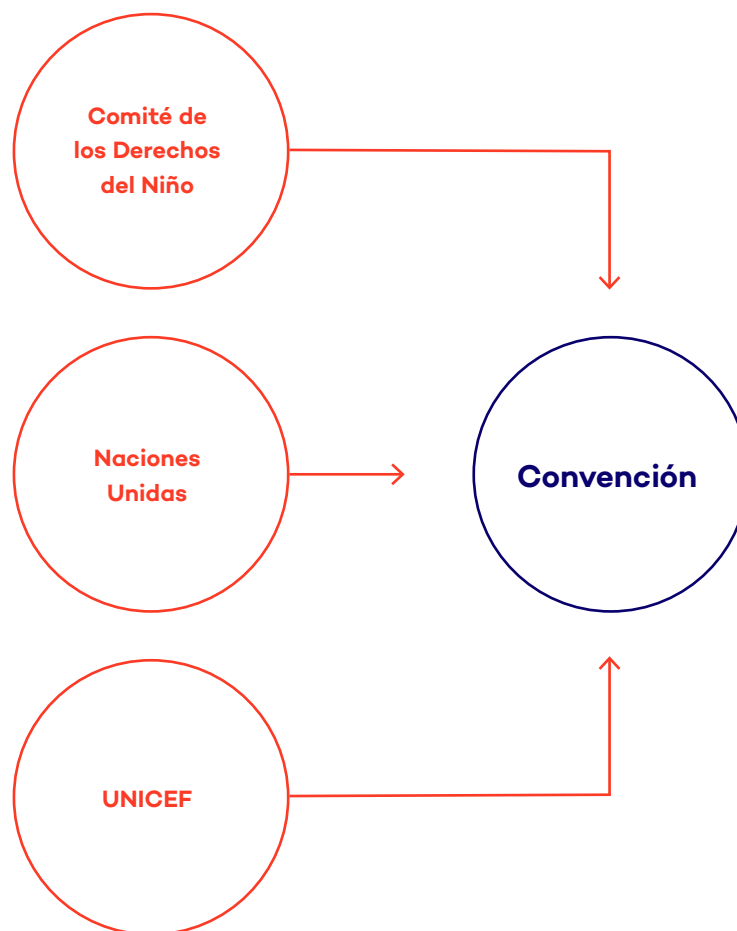 Comité de
los Derechos
del Niño
Naciones
Unidas
Convención
UNICEF